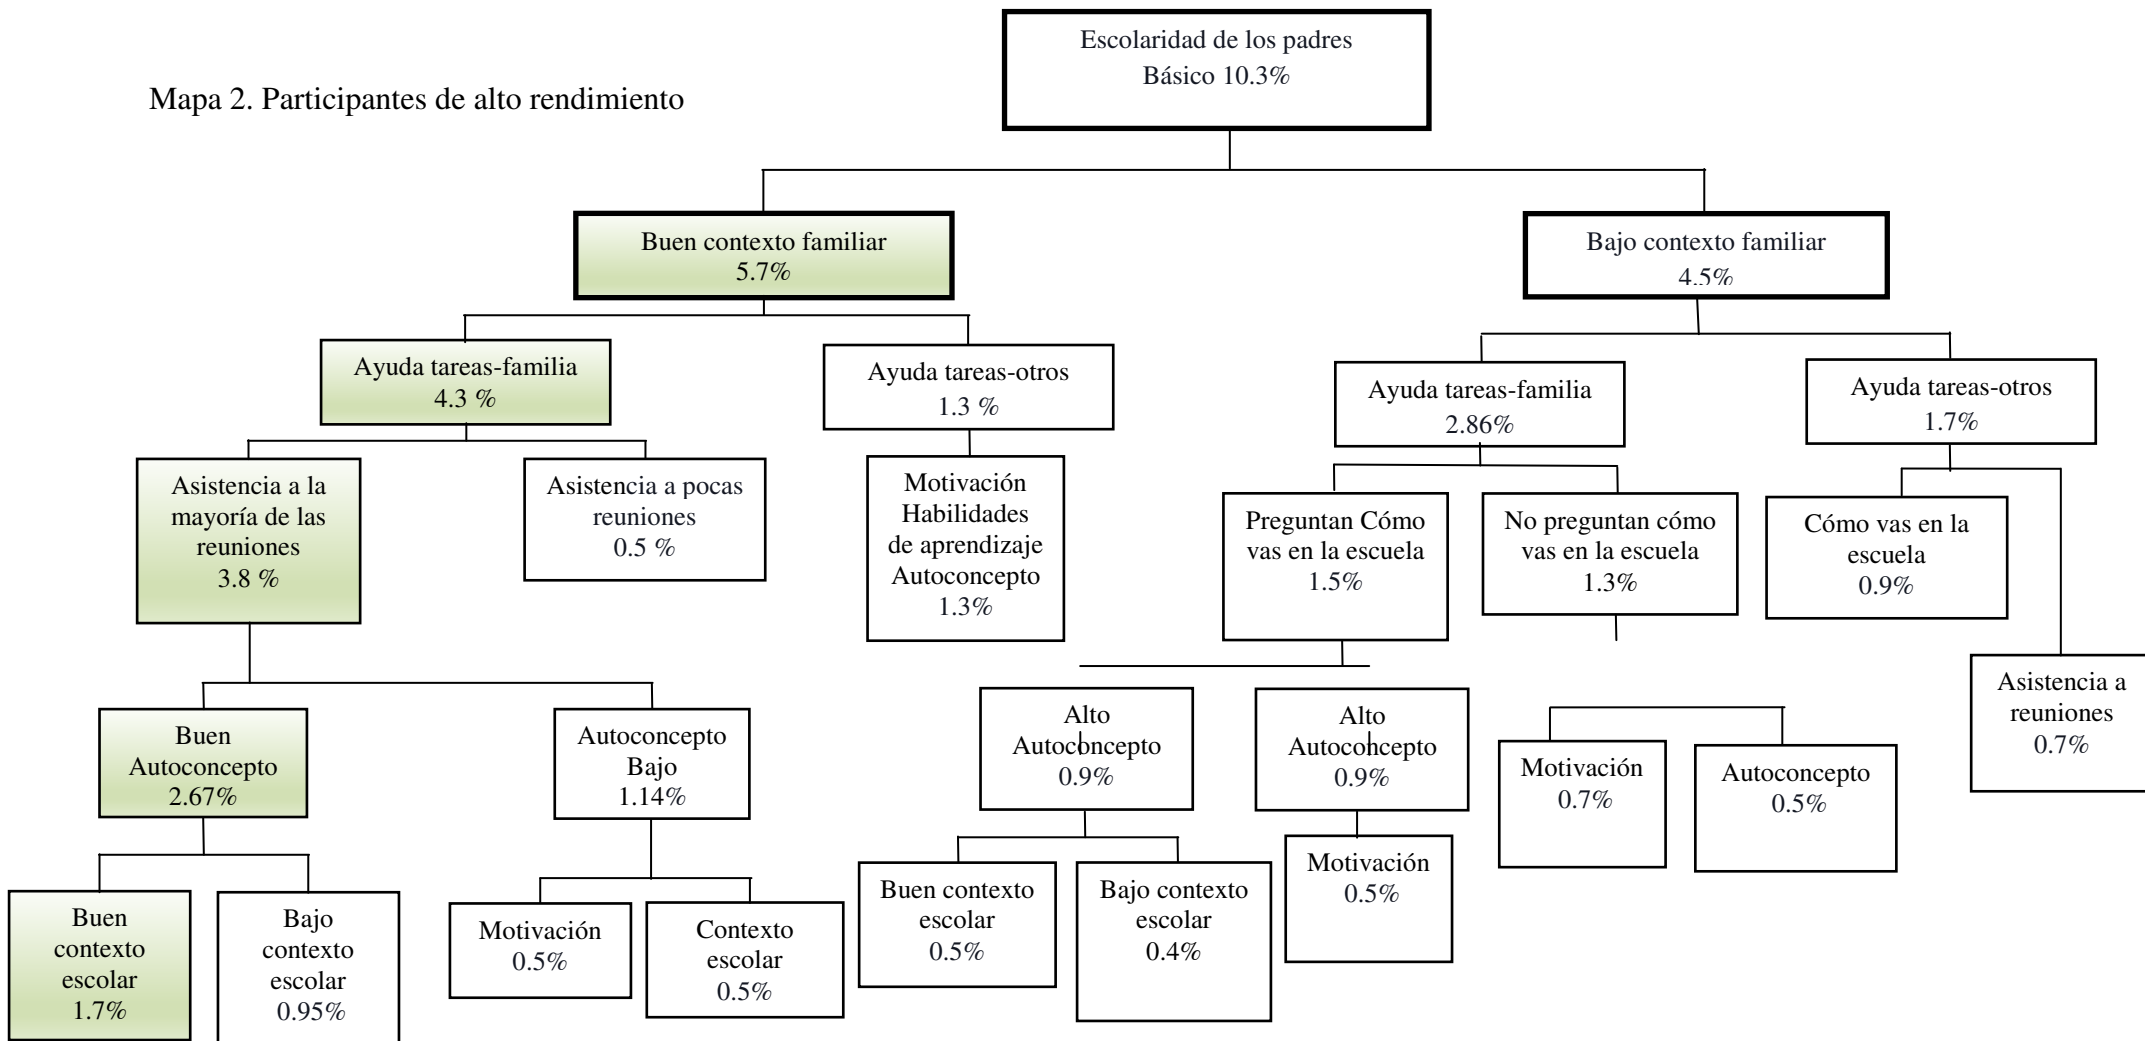 Escolaridad de los padres
Básico 10.3%
Mapa 2. Participantes de alto rendimiento
Buen contexto familiar
5.7%
Bajo contexto familiar
4.5%
Ayuda tareas-familia
4.3 %
Ayuda tareas-otros
1.3 %
Ayuda tareas-familia
2.86%
Ayuda tareas-otros
1.7%
Asistencia a la
mayoría de las
reuniones
3.8 %
Asistencia a pocas
reuniones
0.5 %
Motivación
Habilidades
de aprendizaje
Autoconcepto
1.3%
Preguntan Cómo
vas en la escuela
1.5%
No preguntan cómo
vas en la escuela
1.3%
Cómo vas en la
escuela
0.9%
Asistencia a
reuniones
0.7%
Buen
Autoconcepto
2.67%
Autoconcepto
Bajo
1.14%
Alto
Autoconcepto
0.9%
Alto
Autoconcepto
0.9%
Motivación
0.7%
Autoconcepto
0.5%
Buen
contexto
escolar
1.7%
Bajo
contexto
escolar
0.95%
Motivación
0.5%
Contexto
escolar
0.5%
Buen contexto
escolar
0.5%
Bajo contexto
escolar
0.4%
Motivación
0.5%